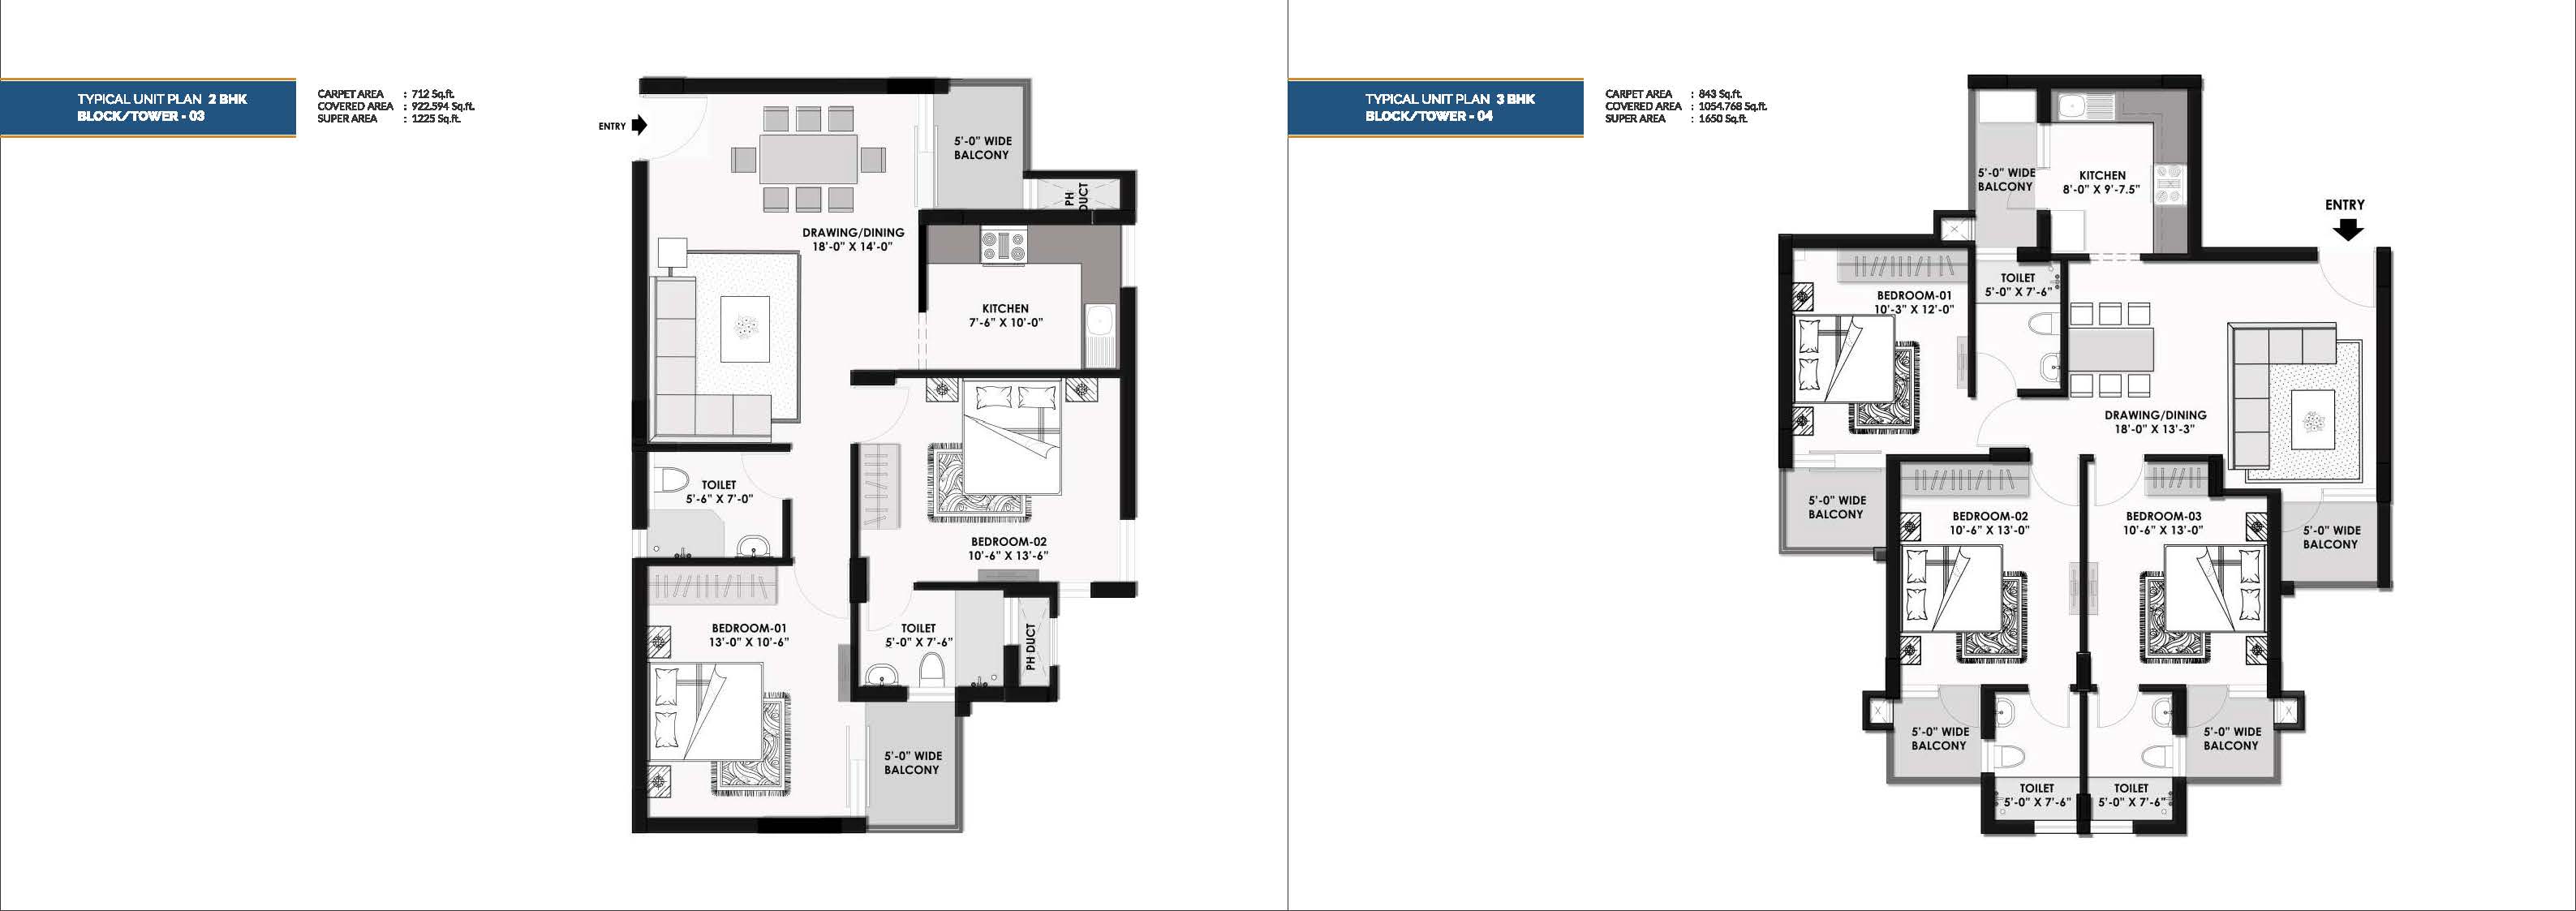 TYPICAL UNIT PLAN 2 BHK
BLOCK/TOWER - 03
CARPET AREA : 712 Sq.ft.
COVERED AREA : 922.594 Sq.ft.
SUPER AREA : 1225 Sq.ft.
ENTRY
5'-0" WIDE
BALCONY
PH
DUCT
DRAWING/DINING
18'-0" X 14'-0"
KITCHEN
7'-6" X 10'-0"
TOILET
5'-6" X 7'-0"
BEDROOM-02
10'-6" X 13'-6"
BEDROOM-01
13'-0" X 10'-6"
TOILET
5'-0" X 7'-6"
PH DUCT
5'-0" WIDE
BALCONY
TYPICAL UNIT PLAN 3 BHK
BLOCK/TOWER - 04
CARPET AREA : 843 Sq.ft.
COVERED AREA : 1054.768 Sq.ft.
SUPER AREA : 1650 Sq.ft.
5'-0" WIDE
BALCONY
KITCHEN
8'-0" X 9'-7.5"
ENTRY
TOILET
5'-0" X 7'-6"
BEDROOM-01
10'-3" X 12'-0"
DRAWING/DINING
18'-0" X 13'-3"
5'-0" WIDE
BALCONY
BEDROOM-02
10'-6" X 13'-0"
BEDROOM-03
10'-6" X 13'-0"
5'-0" WIDE
BALCONY
5'-0" WIDE
BALCONY
5'-0" WIDE
BALCONY
TOILET
5'-0" X 7'-6"
TOILET
5'-0" X 7'-6"